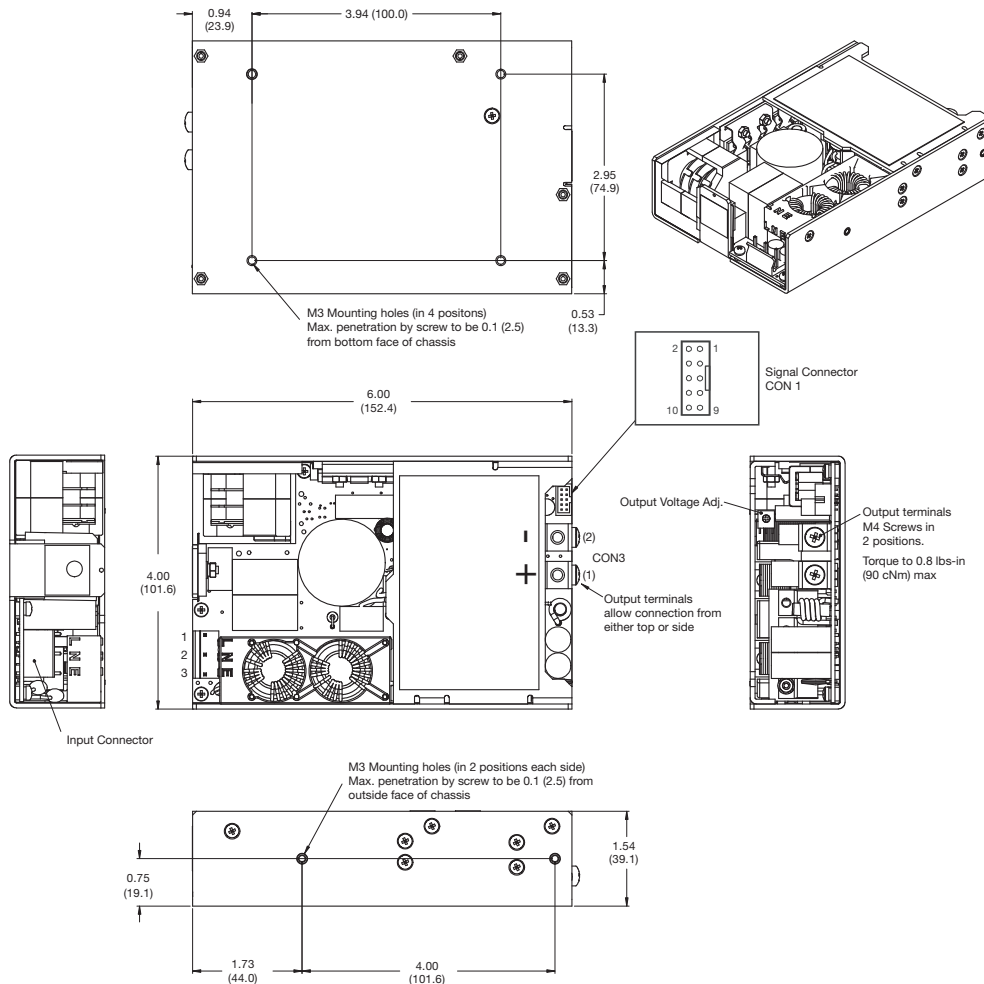 0.94
(23.9)
3.94 (100.0)
2.95
(74.9)
0.53
(13.3)
M3 Mounting holes (in 4 positons)
Max. penetration by screw to be 0.1 (2.5)
from bottom face of chassis
L N E
L N E
2
1
10
9
Signal Connector
CON 1
6.00
(152.4)
4.00
(101.6)
L N E
Input Connector
1
2
3
L N E
-
+
(2)
CON3
(1)
Output terminals
allow connection from
either top or side
Output Voltage Adj.
Output terminals
M4 Screws in
2 positions.
Torque to 0.8 lbs-in
(90 cNm) max
M3 Mounting holes (in 2 positions each side)
Max. penetration by screw to be 0.1 (2.5) from
outside face of chassis
1.54
(39.1)
0.75
(19.1)
1.73
(44.0)
4.00
(101.6)